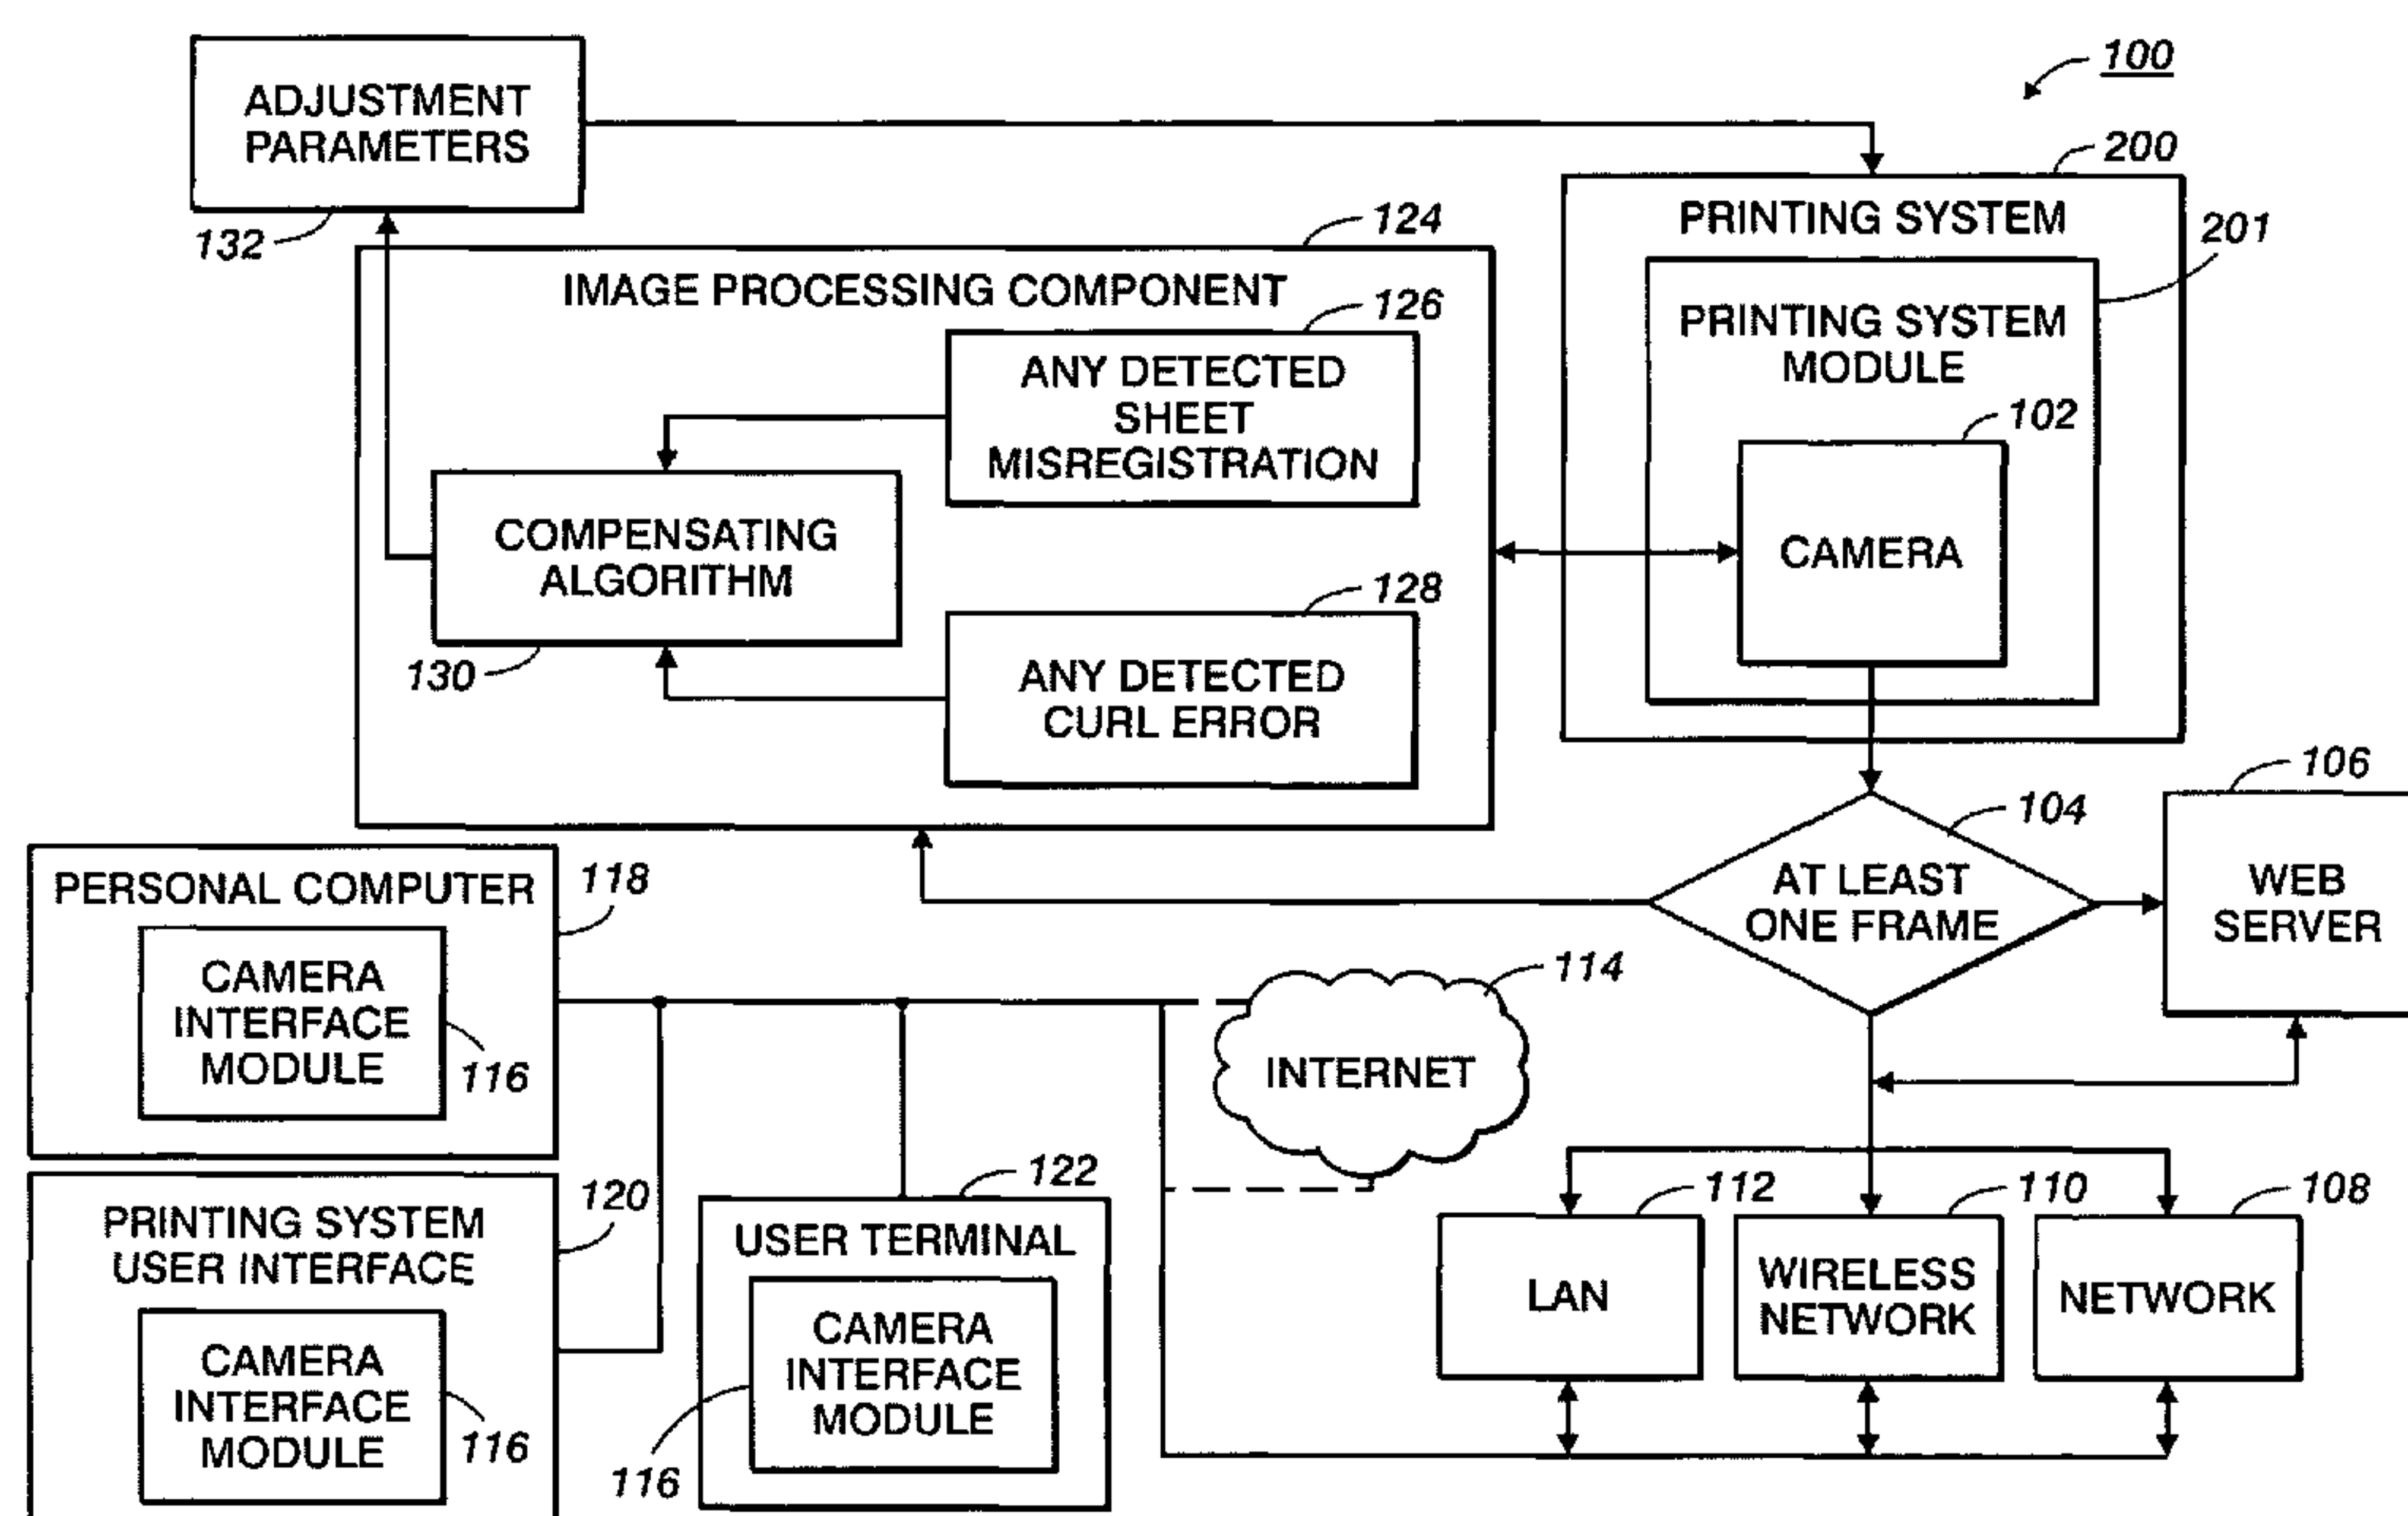 100
ADJUSTMENT
PARAMETERS
132
200
PRINTING SYSTEM
201
PRINTING SYSTEM
MODULE
102
CAMERA
124
IMAGE PROCESSING COMPONENT
126
ANY DETECTED
SHEET
MISREGISTRATION
COMPENSATING
ALGORITHM
130
128
ANY DETECTED
CURL ERROR
104
AT LEAST
ONE FRAME
106
WEB
SERVER
PERSONAL COMPUTER
118
CAMERA
INTERFACE
MODULE
116
114
INTERNET
PRINTING SYSTEM
USER INTERFACE
120
CAMERA
INTERFACE
MODULE
116
122
USER TERMINAL
CAMERA
INTERFACE
MODULE
116
112
LAN
110
WIRELESS
NETWORK
108
NETWORK